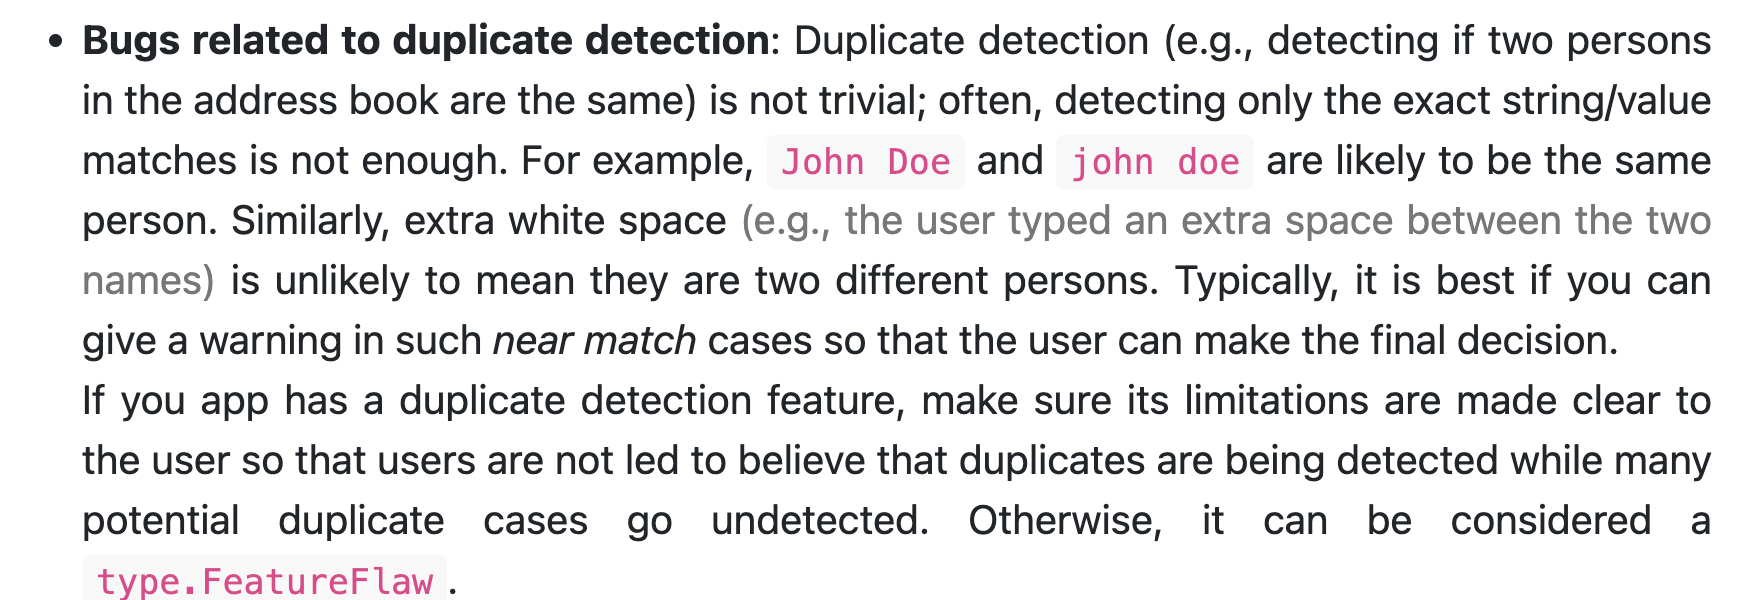 • Bugs related to duplicate detection: Duplicate detection (e.g., detecting if two persons
in the address book are the same) is not trivial; often, detecting only the exact string/value
matches is not enough. For example, John Doe and john doe are likely to be the same
person. Similarly, extra white space (e.g., the user typed an extra space between the two
names) is unlikely to mean they are two different persons. Typically, it is best if you can
give a warning in such near match cases so that the user can make the final decision.
If you app has a duplicate detection feature, make sure its limitations are made clear to
the user so that users are not led to believe that duplicates are being detected while many
potential duplicate cases go undetected. Otherwise, it can be considered a
type.FeatureFlaw.